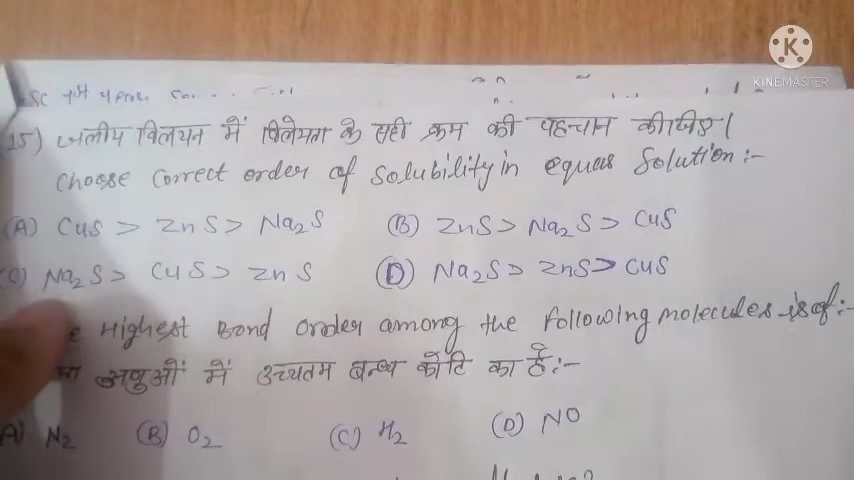 KINEMASTER
15) जलीय विलयन में विलेयता के सही क्रम की पहचान कीजिए।
Choose Correct order of Solubility in equeas Solution :-
(A) CuS > ZnS > Na2S (B) ZnS > Na2S > CuS
(C) Na2S > CuS > ZnS (D) Na2S > ZnS > CuS
Highest Bond order among the following molecules is of :-
अणुओं में उच्चतम बन्ध कोटि का है :-
A) N2 (B) O2 (C) H2 (D) NO